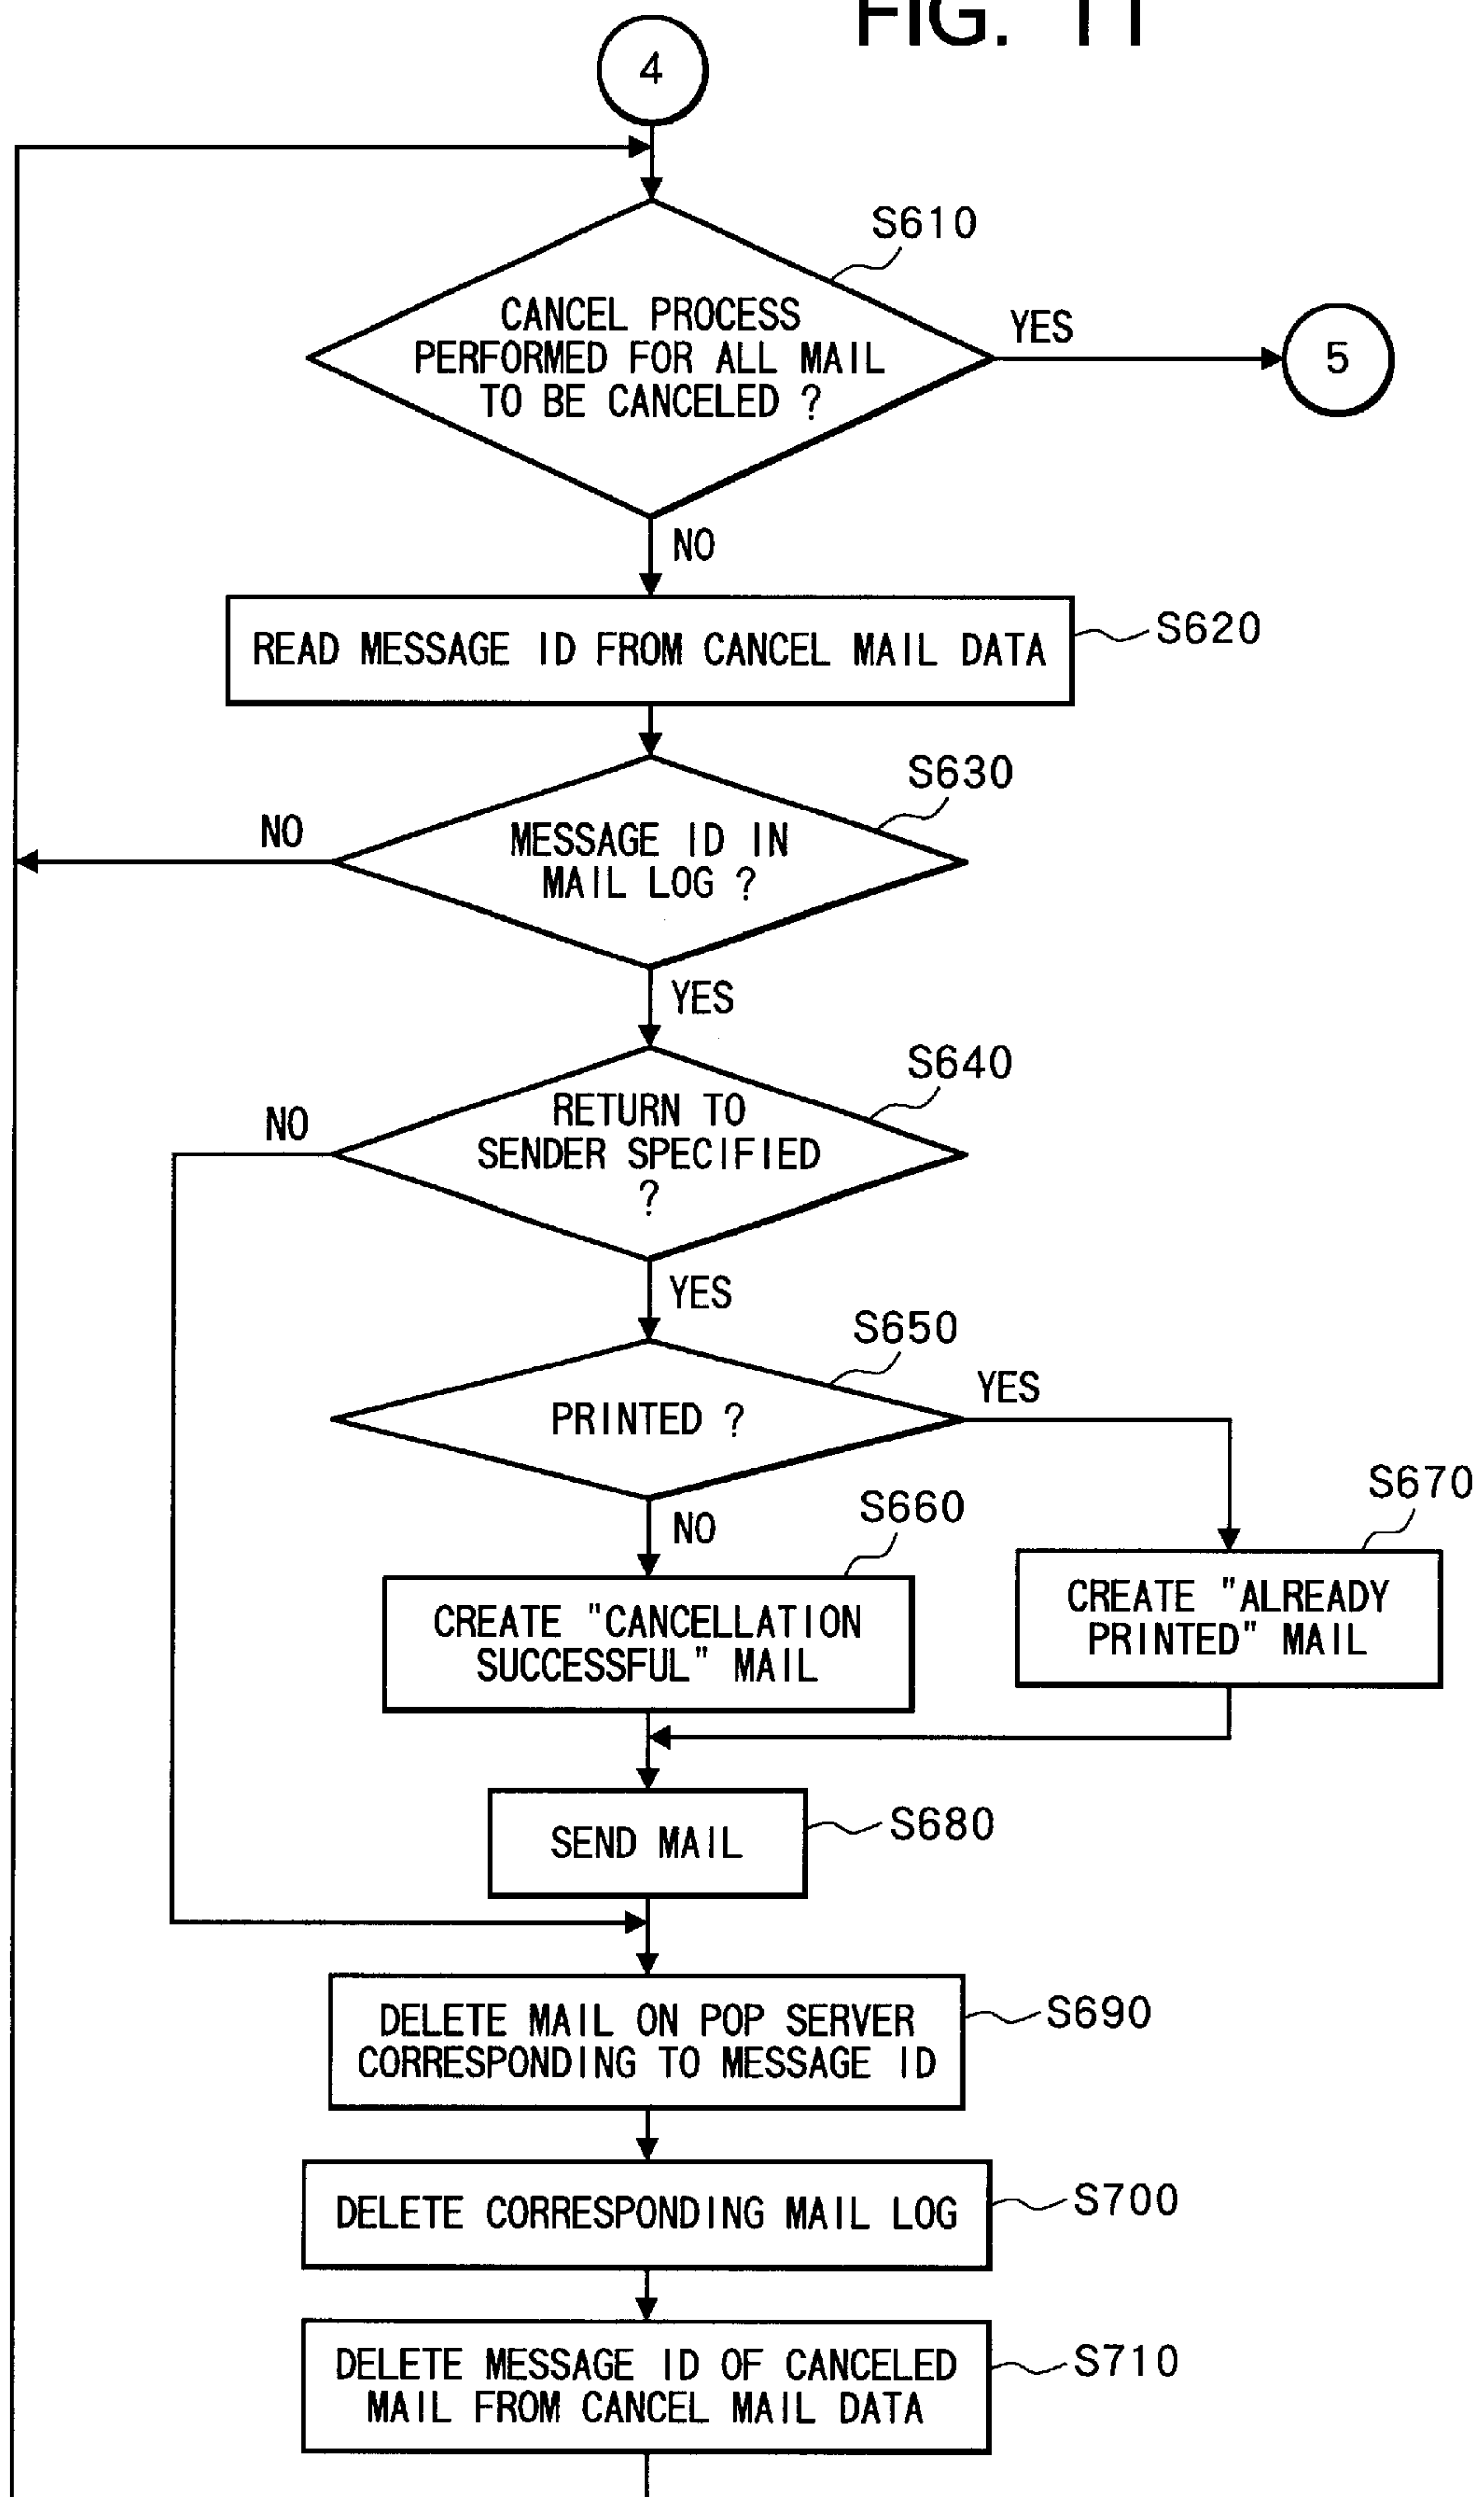 FIG. 11
4
S610
CANCEL PROCESS
PERFORMED FOR ALL MAIL
TO BE CANCELED ?
YES
5
NO
READ MESSAGE ID FROM CANCEL MAIL DATA
S620
S630
NO
MESSAGE ID IN
MAIL LOG ?
YES
S640
NO
RETURN TO
SENDER SPECIFIED
?
YES
S650
YES
PRINTED ?
S670
S660
NO
CREATE "ALREADY
PRINTED" MAIL
CREATE "CANCELLATION
SUCCESSFUL" MAIL
SEND MAIL
S680
DELETE MAIL ON POP SERVER
CORRESPONDING TO MESSAGE ID
S690
DELETE CORRESPONDING MAIL LOG
S700
DELETE MESSAGE ID OF CANCELED
MAIL FROM CANCEL MAIL DATA
S710